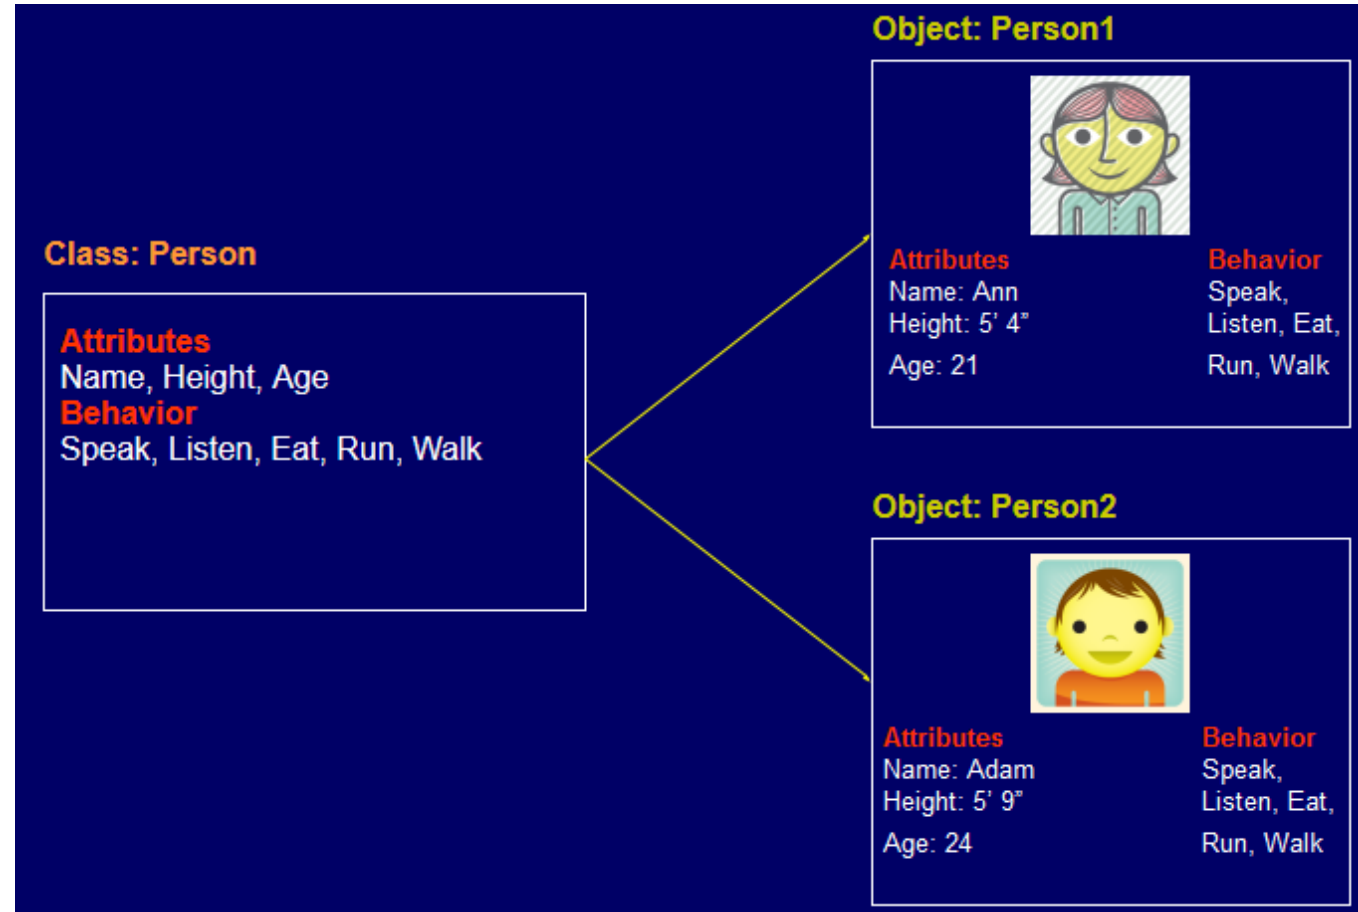 Class: Person
Attributes
Name, Height, Age
Behavior
Speak, Listen, Eat, Run, Walk
Object: Person1
Attributes
Name: Ann
Height: 5’ 4”
Age: 21
Behavior
Speak,
Listen, Eat,
Run, Walk
Object: Person2
Attributes
Name: Adam
Height: 5’ 9”
Age: 24
Behavior
Speak,
Listen, Eat,
Run, Walk